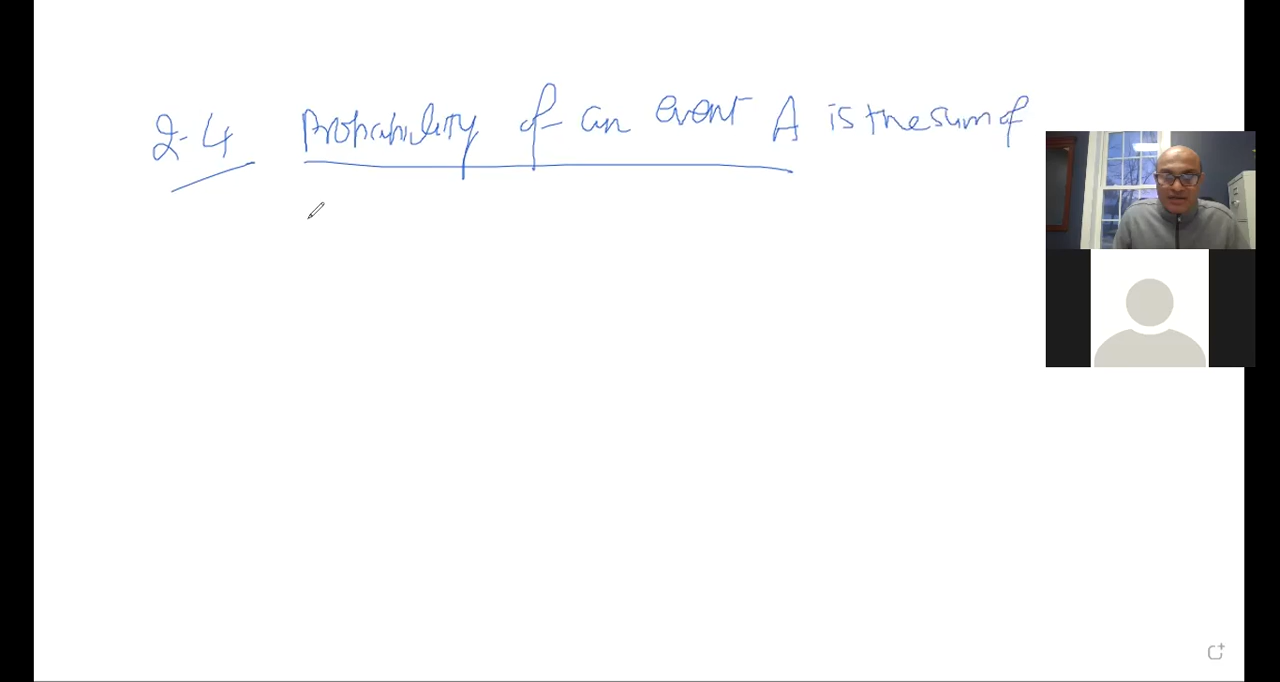 2-4 Probability of an event A is the sum of